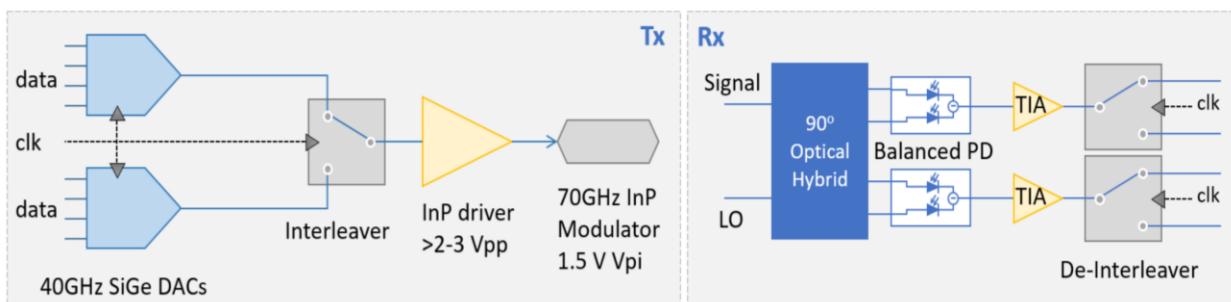 Tx
data
clk
data
Interleaver
InP driver
>2-3 Vpp
70GHz InP
Modulator
1.5 V Vpi
40GHz SiGe DACs
Rx
Signal
LO
90º
Optical
Hybrid
Balanced PD
TIA
clk
TIA
clk
De-Interleaver